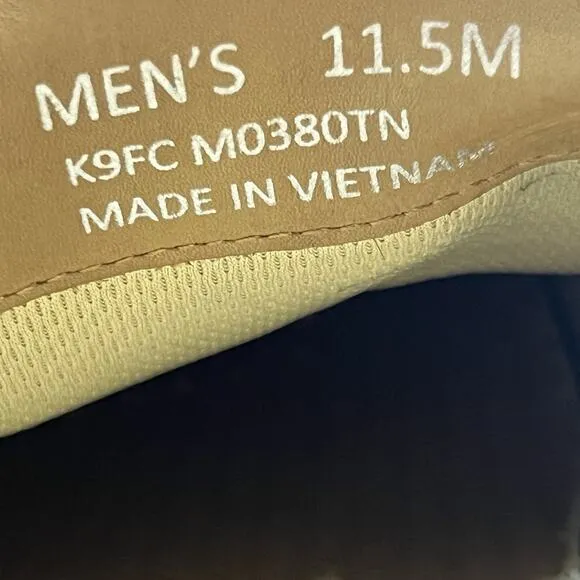 MEN'S 11.5M
K9FC M0380TN
MADE IN VIETNAM